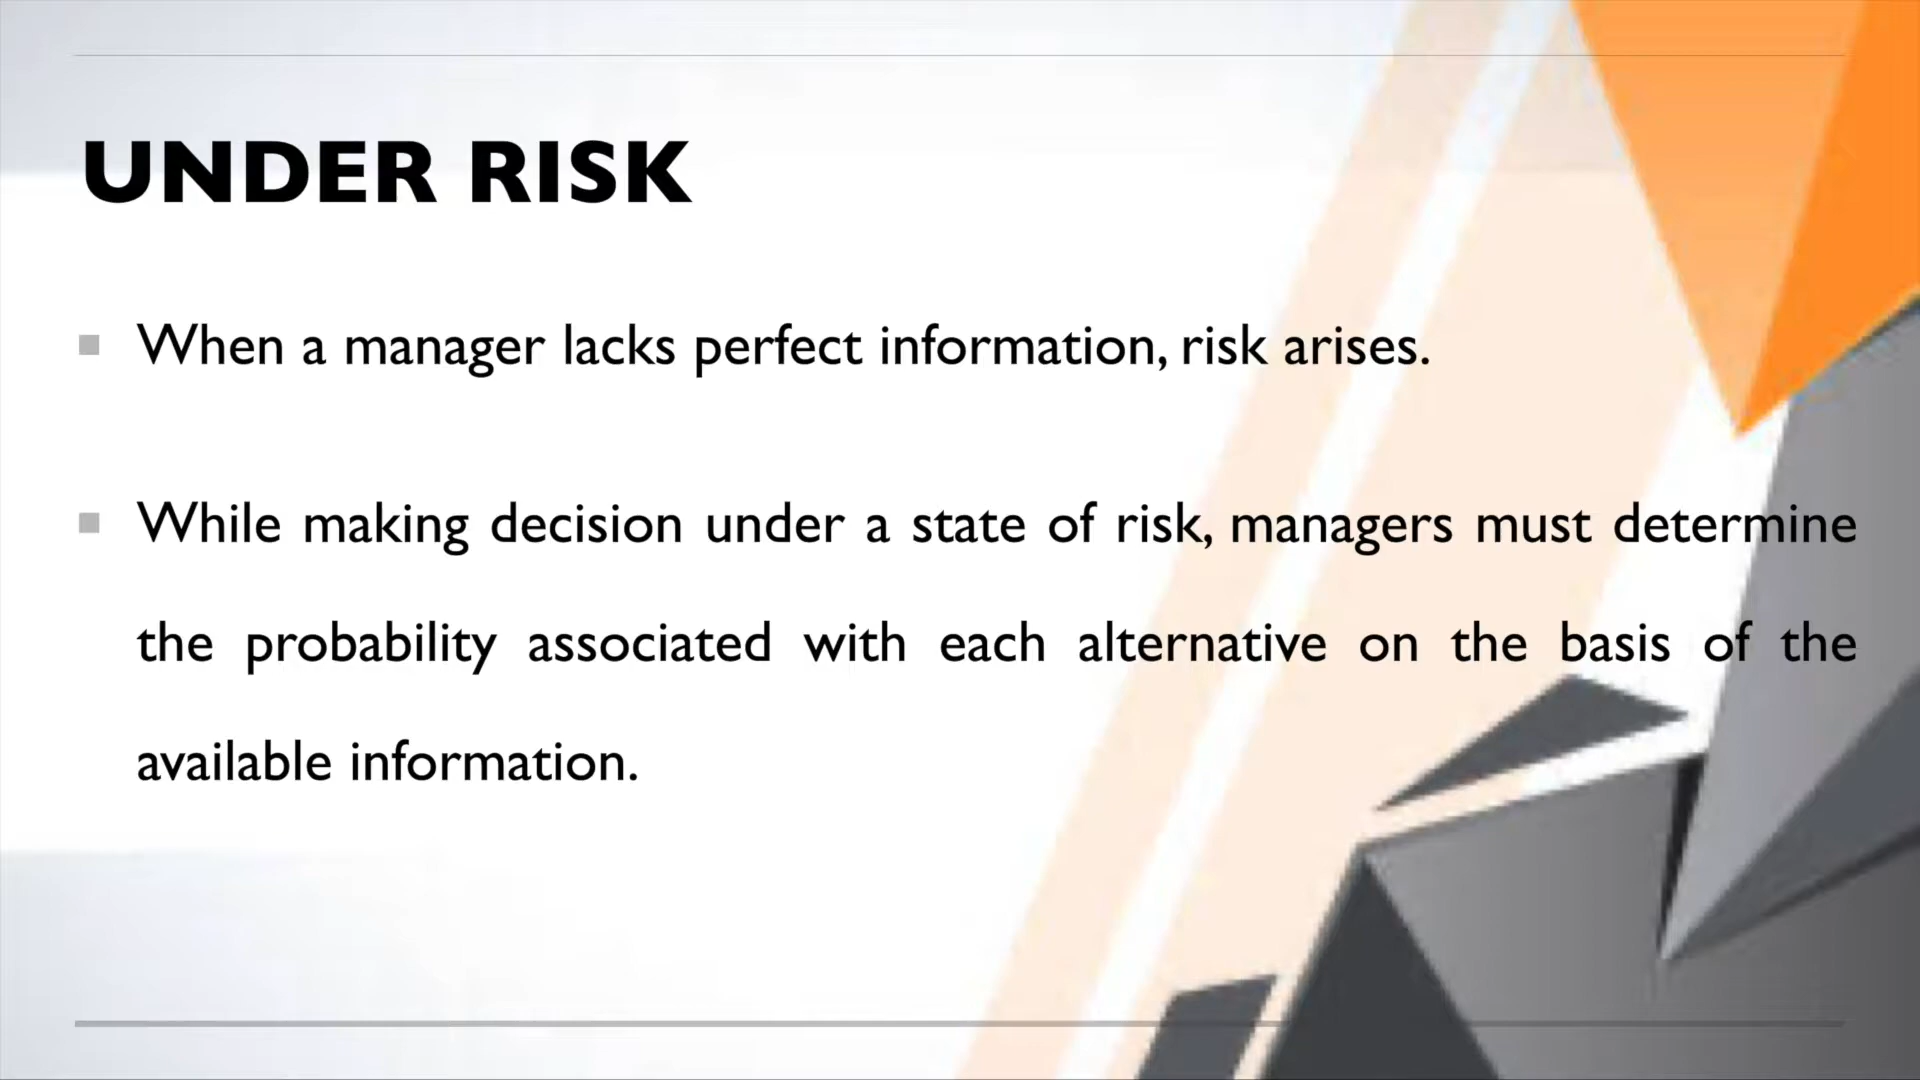 UNDER RISK
When a manager lacks perfect information, risk arises.
While making decision under a state of risk, managers must determine
the probability associated with each alternative on the basis of the
available information.